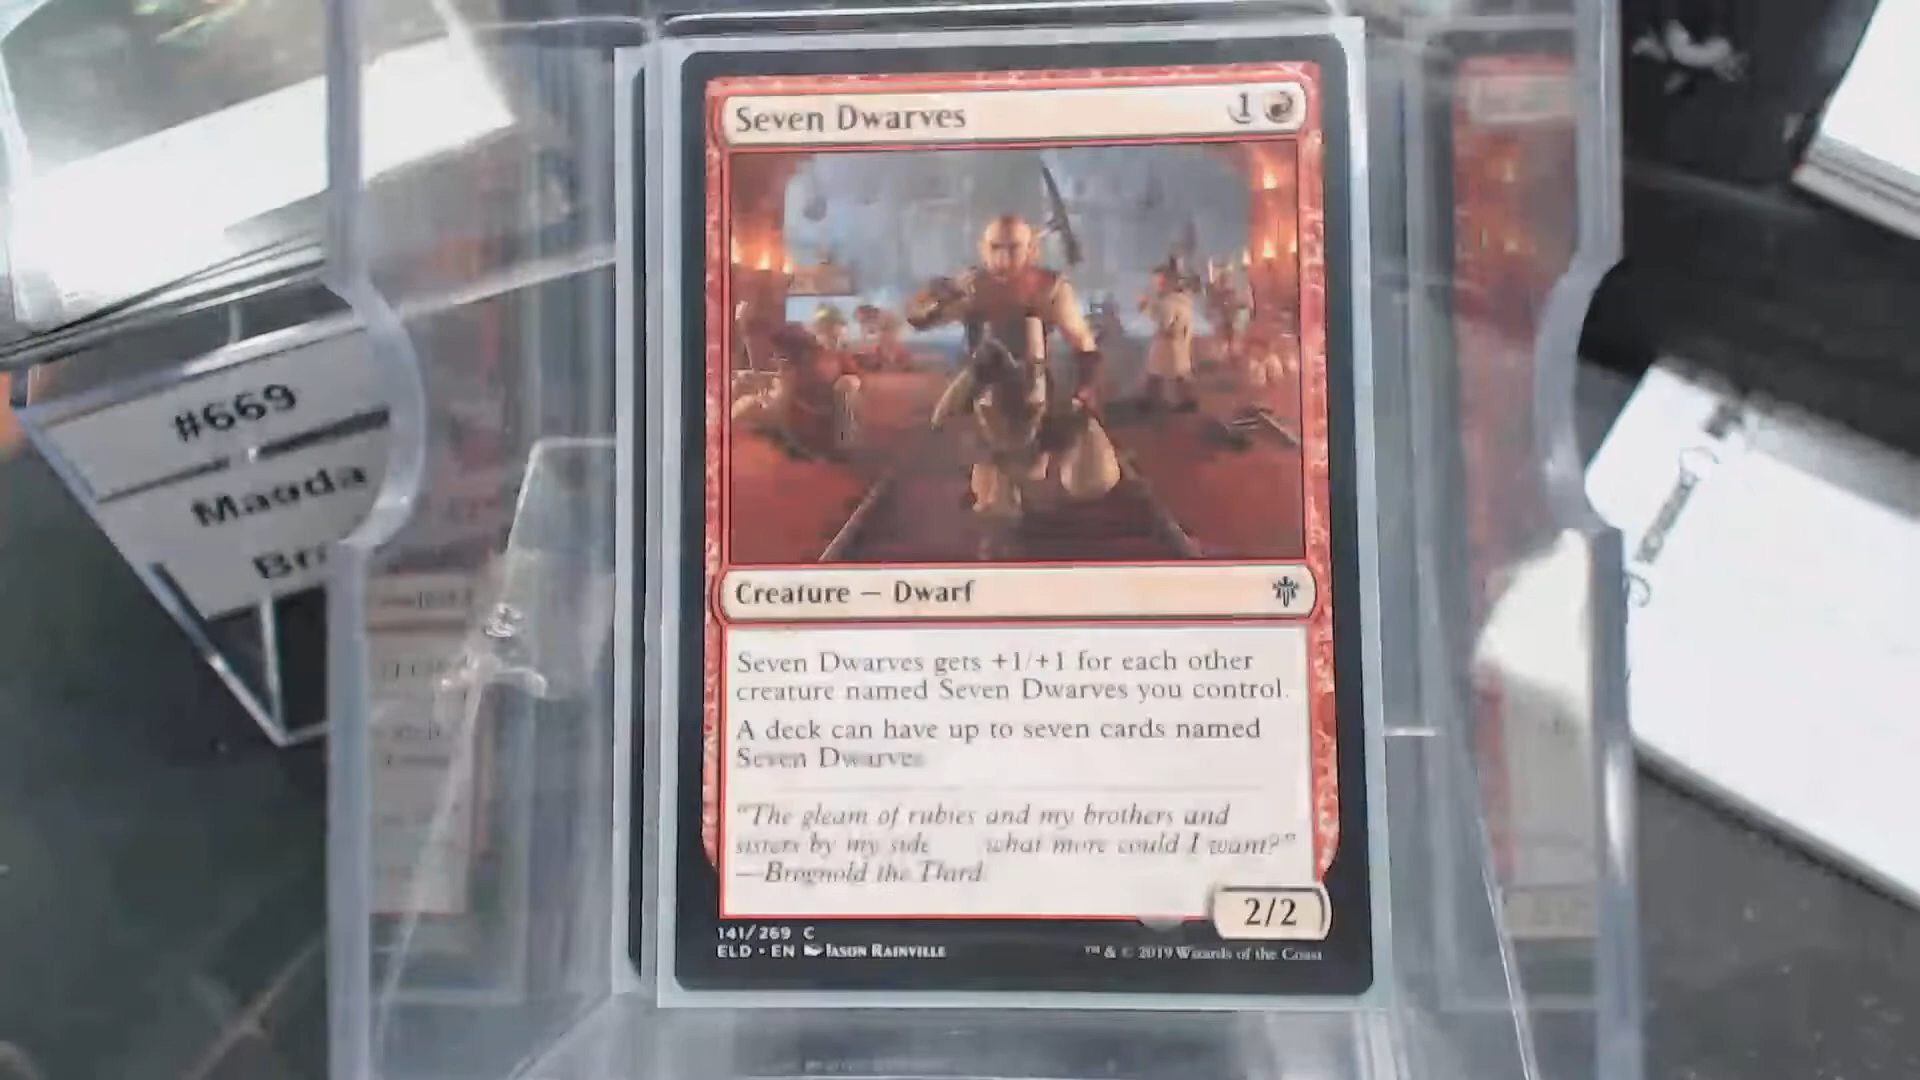 Seven Dwarves 1
Creature — Dwarf
Seven Dwarves gets +1/+1 for each other
creature named Seven Dwarves you control.
A deck can have up to seven cards named
Seven Dwarves
"The gleam of rubies and my brothers and
sisters by my side what more could I want?"
—Brognold the
2/2
141/269 C
ELD • EN JASON RAINVILLE
™ & © 2019 Wizards of the Coast
#669
Magda